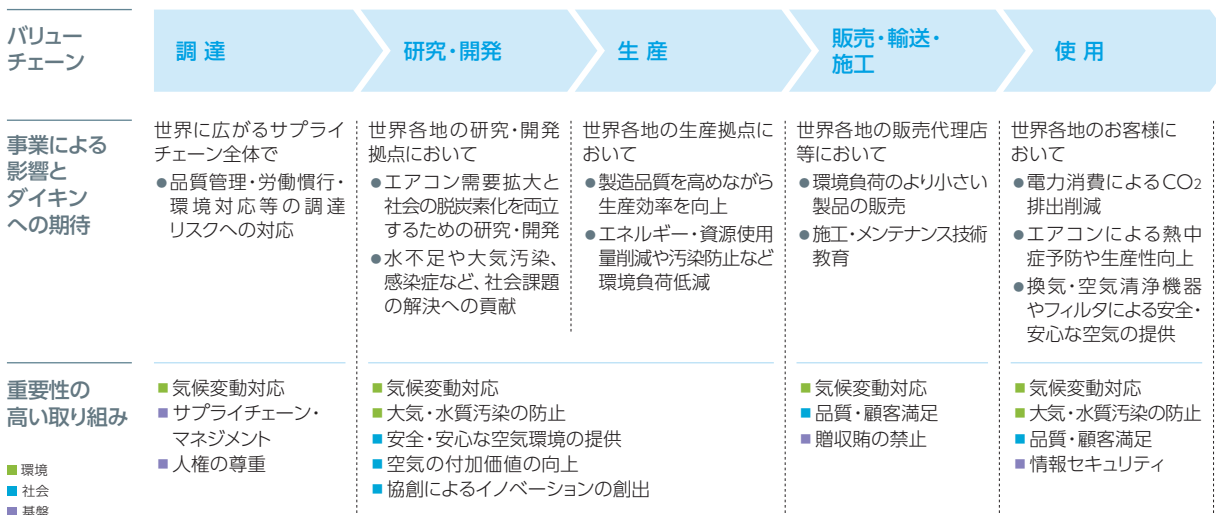 バリュー
チェーン
調達
研究・開発
生産
販売・輸送・
施工
使用
事業による
影響と
ダイキン
への期待
世界に広がるサプライ
チェーン全体で
●品質管理・労働慣行・
環境対応等の調達
リスクへの対応
世界各地の研究・開発
拠点において
●エアコン需要拡大と
社会の脱炭素化を両立
するための研究・開発
●水不足や大気汚染、
感染症など、社会課題
の解決への貢献
世界各地の生産拠点に
おいて
●製造品質を高めながら
生産効率を向上
●エネルギー・資源使用
量削減や汚染防止など
環境負荷低減
世界各地の販売代理店
等において
●環境負荷のより小さい
製品の販売
●施工・メンテナンス技術
教育
世界各地のお客様に
おいて
●電力消費によるCO2
排出削減
●エアコンによる熱中
症予防や生産性向上
●換気・空気清浄機器
やフィルタによる安全・
安心な空気の提供
重要性の
高い取り組み
■環境
■社会
■基盤
■気候変動対応
■サプライチェーン・
マネジメント
■人権の尊重
■気候変動対応
■大気・水質汚染の防止
■安全・安心な空気環境の提供
■空気の付加価値の向上
■協創によるイノベーションの創出
■気候変動対応
■品質・顧客満足
■贈収賄の禁止
■気候変動対応
■大気・水質汚染の防止
■品質・顧客満足
■情報セキュリティ